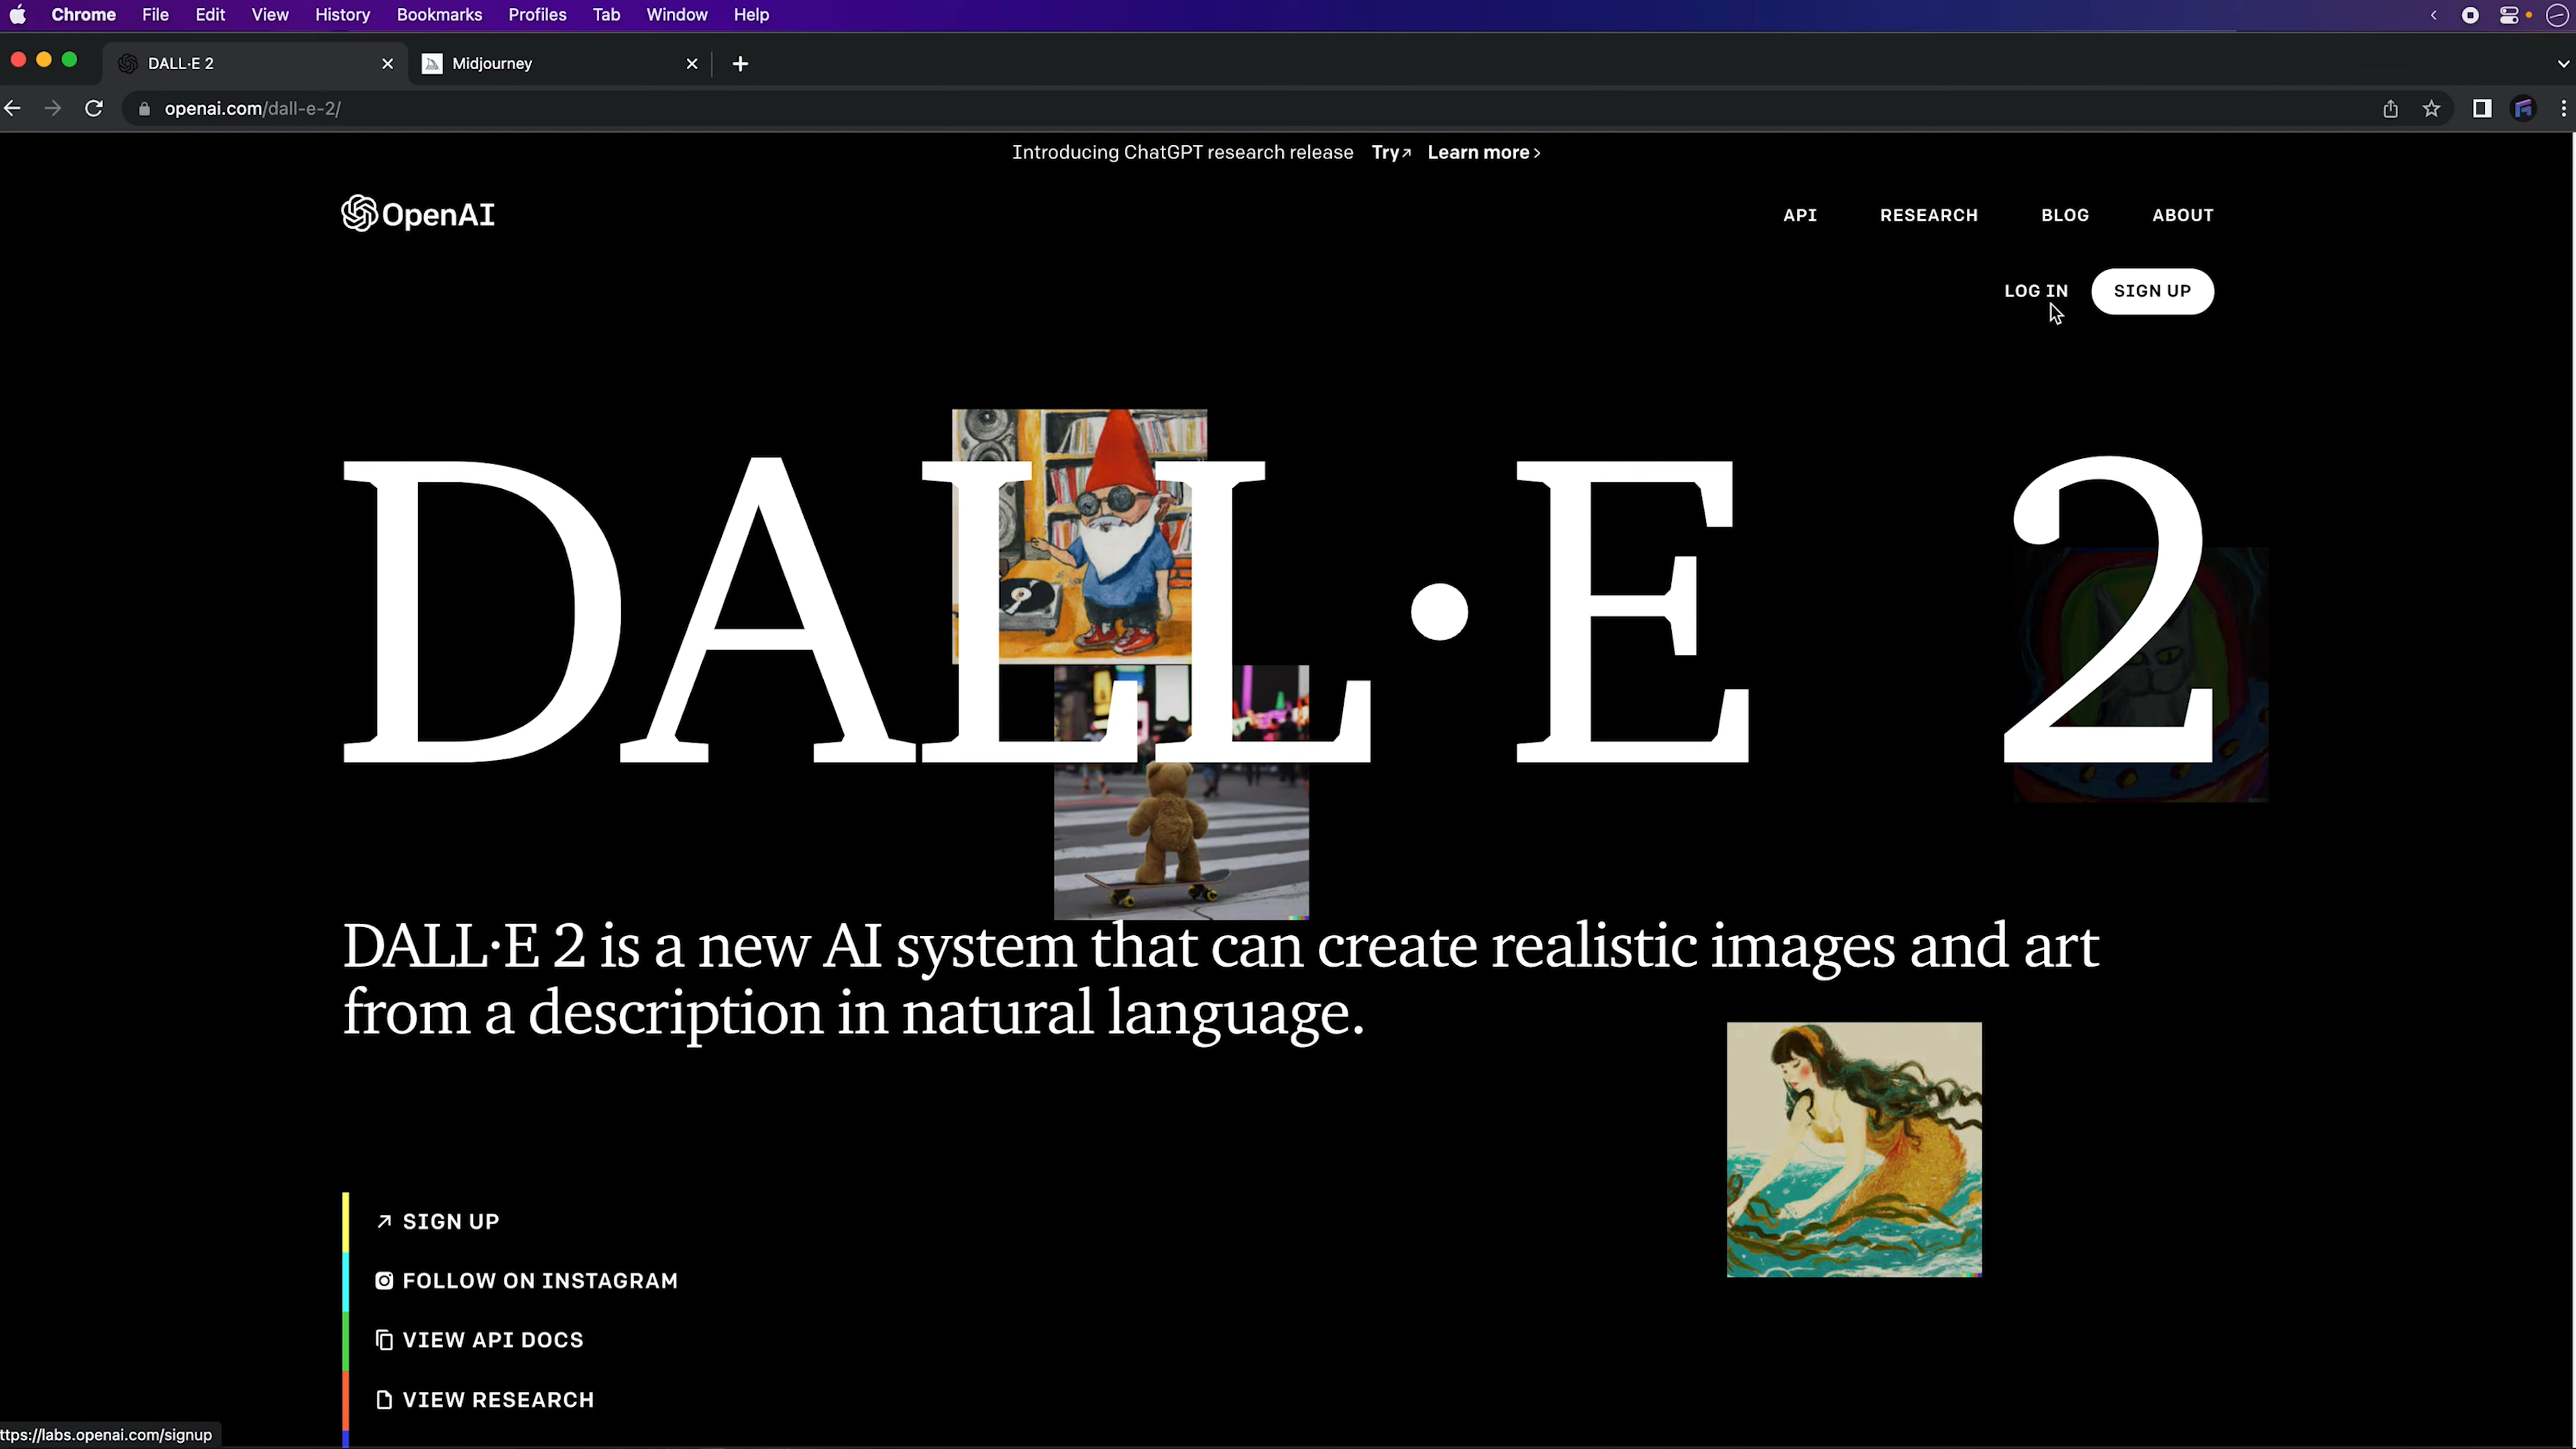 Chrome File Edit View History Bookmarks Profiles Tab Window Help
DALL·E 2 Midjourney
openai.com/dall-e-2/
Introducing ChatGPT research release Try↗ Learn more ›
OpenAI API RESEARCH BLOG ABOUT
LOG IN SIGN UP
DALL·E 2
DALL·E 2 is a new AI system that can create realistic images and art
from a description in natural language.
SIGN UP
FOLLOW ON INSTAGRAM
VIEW API DOCS
VIEW RESEARCH
ttps://labs.openai.com/signup